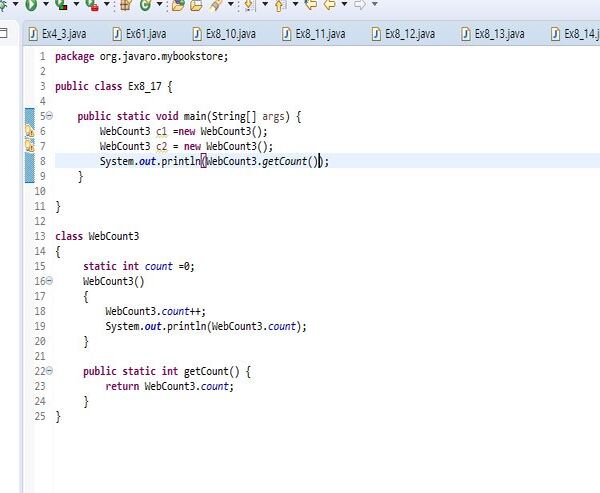 Ex4_3.java Ex61.java Ex8_10.java Ex8_11.java Ex8_12.java Ex8_13.java Ex8_14.j
1 package org.javaro.mybookstore;
2
3 public class Ex8_17 {
4
5 public static void main(String[] args) {
6 WebCount3 c1 =new WebCount3();
7 WebCount3 c2 = new WebCount3();
8 System.out.println(WebCount3.getCount());
9 }
10
11 }
12
13 class WebCount3
14 {
15 static int count =0;
16 WebCount3()
17 {
18 WebCount3.count++;
19 System.out.println(WebCount3.count);
20 }
21
22 public static int getCount() {
23 return WebCount3.count;
24 }
25 }